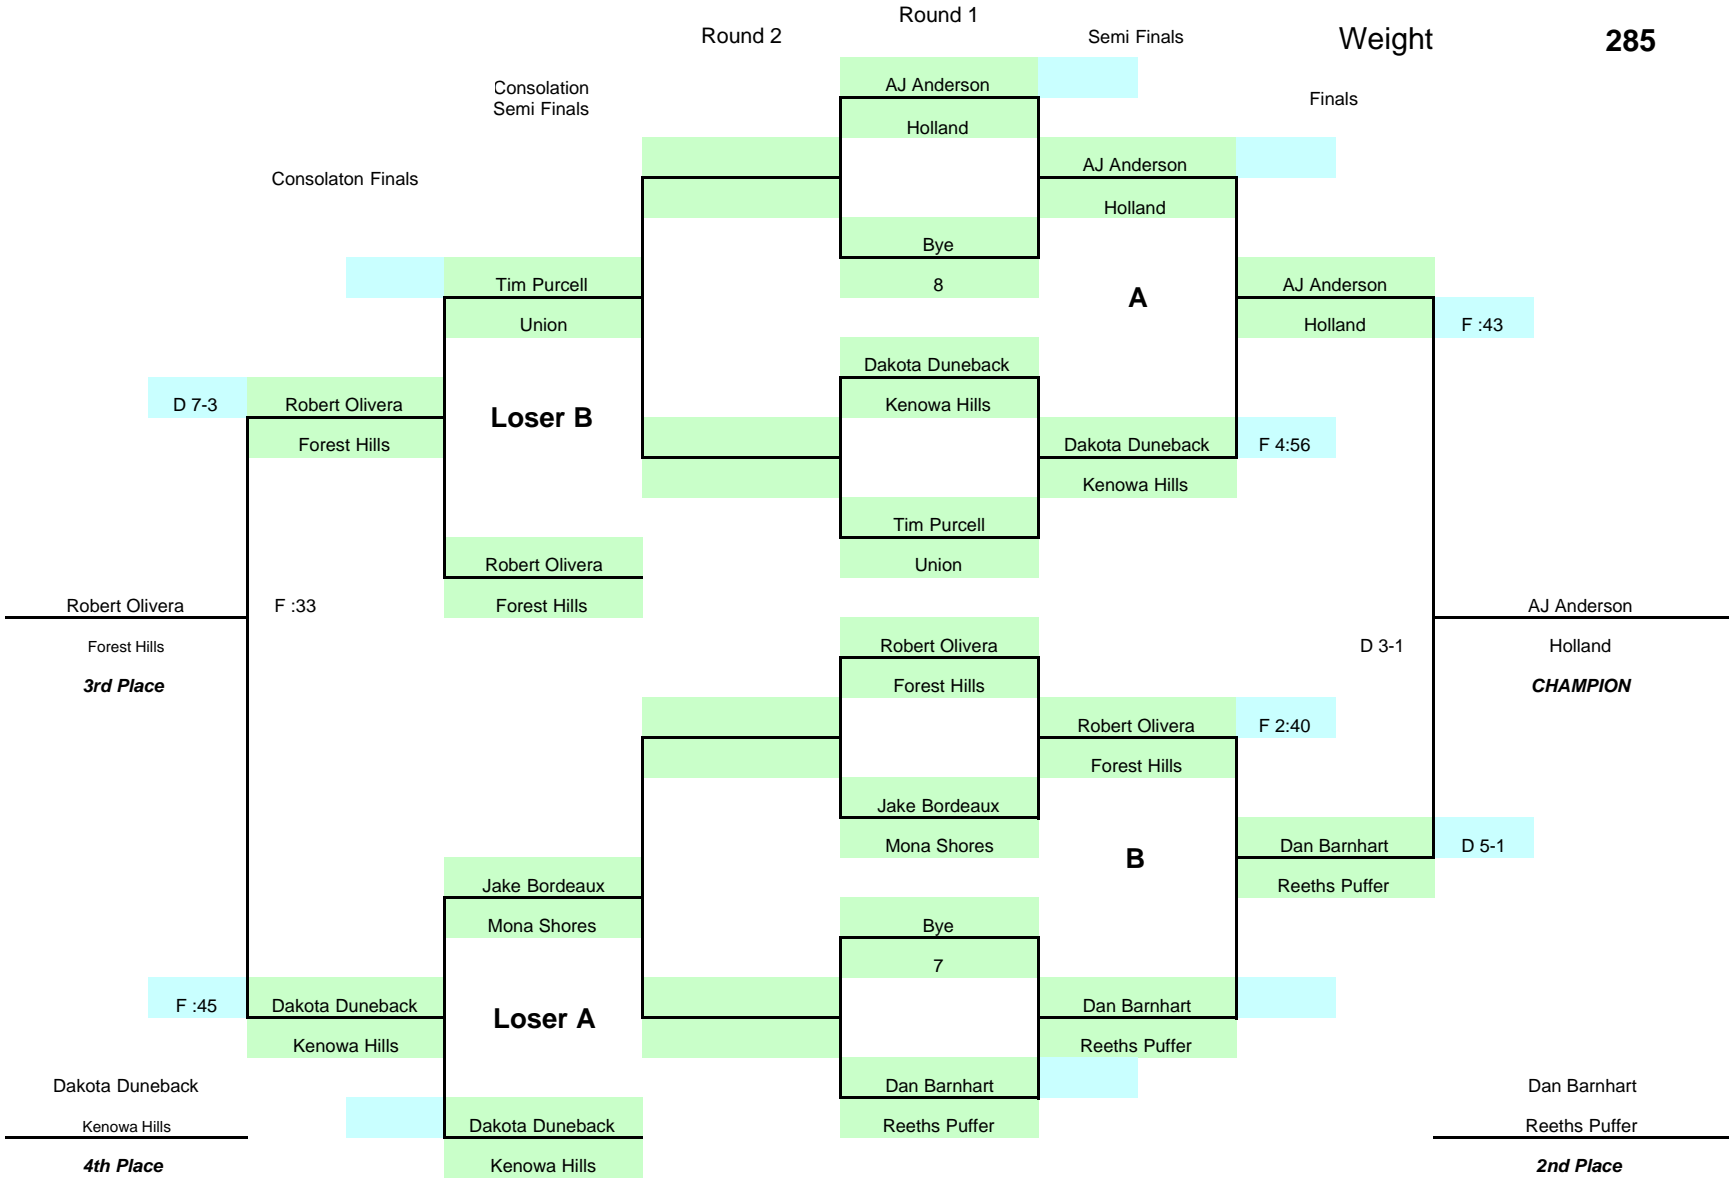 Round 1
Round 2
Semi Finals
Weight
285
Consolation
Semi Finals
AJ Anderson
Finals
Holland
AJ Anderson
Consolaton Finals
Holland
Bye
Tim Purcell
8
A
AJ Anderson
Union
Holland
F :43
Dakota Duneback
D 7-3
Robert Olivera
Loser B
Kenowa Hills
Forest Hills
Dakota Duneback
F 4:56
Kenowa Hills
Tim Purcell
Robert Olivera
Union
Robert Olivera
F :33
Forest Hills
AJ Anderson
Forest Hills
Robert Olivera
D 3-1
Holland
3rd Place
Forest Hills
CHAMPION
Robert Olivera
F 2:40
Forest Hills
Jake Bordeaux
Mona Shores
B
Dan Barnhart
D 5-1
Jake Bordeaux
Reeths Puffer
Mona Shores
Bye
7
F :45
Dakota Duneback
Loser A
Dan Barnhart
Kenowa Hills
Reeths Puffer
Dakota Duneback
Dan Barnhart
Dan Barnhart
Kenowa Hills
Dakota Duneback
Reeths Puffer
Reeths Puffer
4th Place
Kenowa Hills
2nd Place